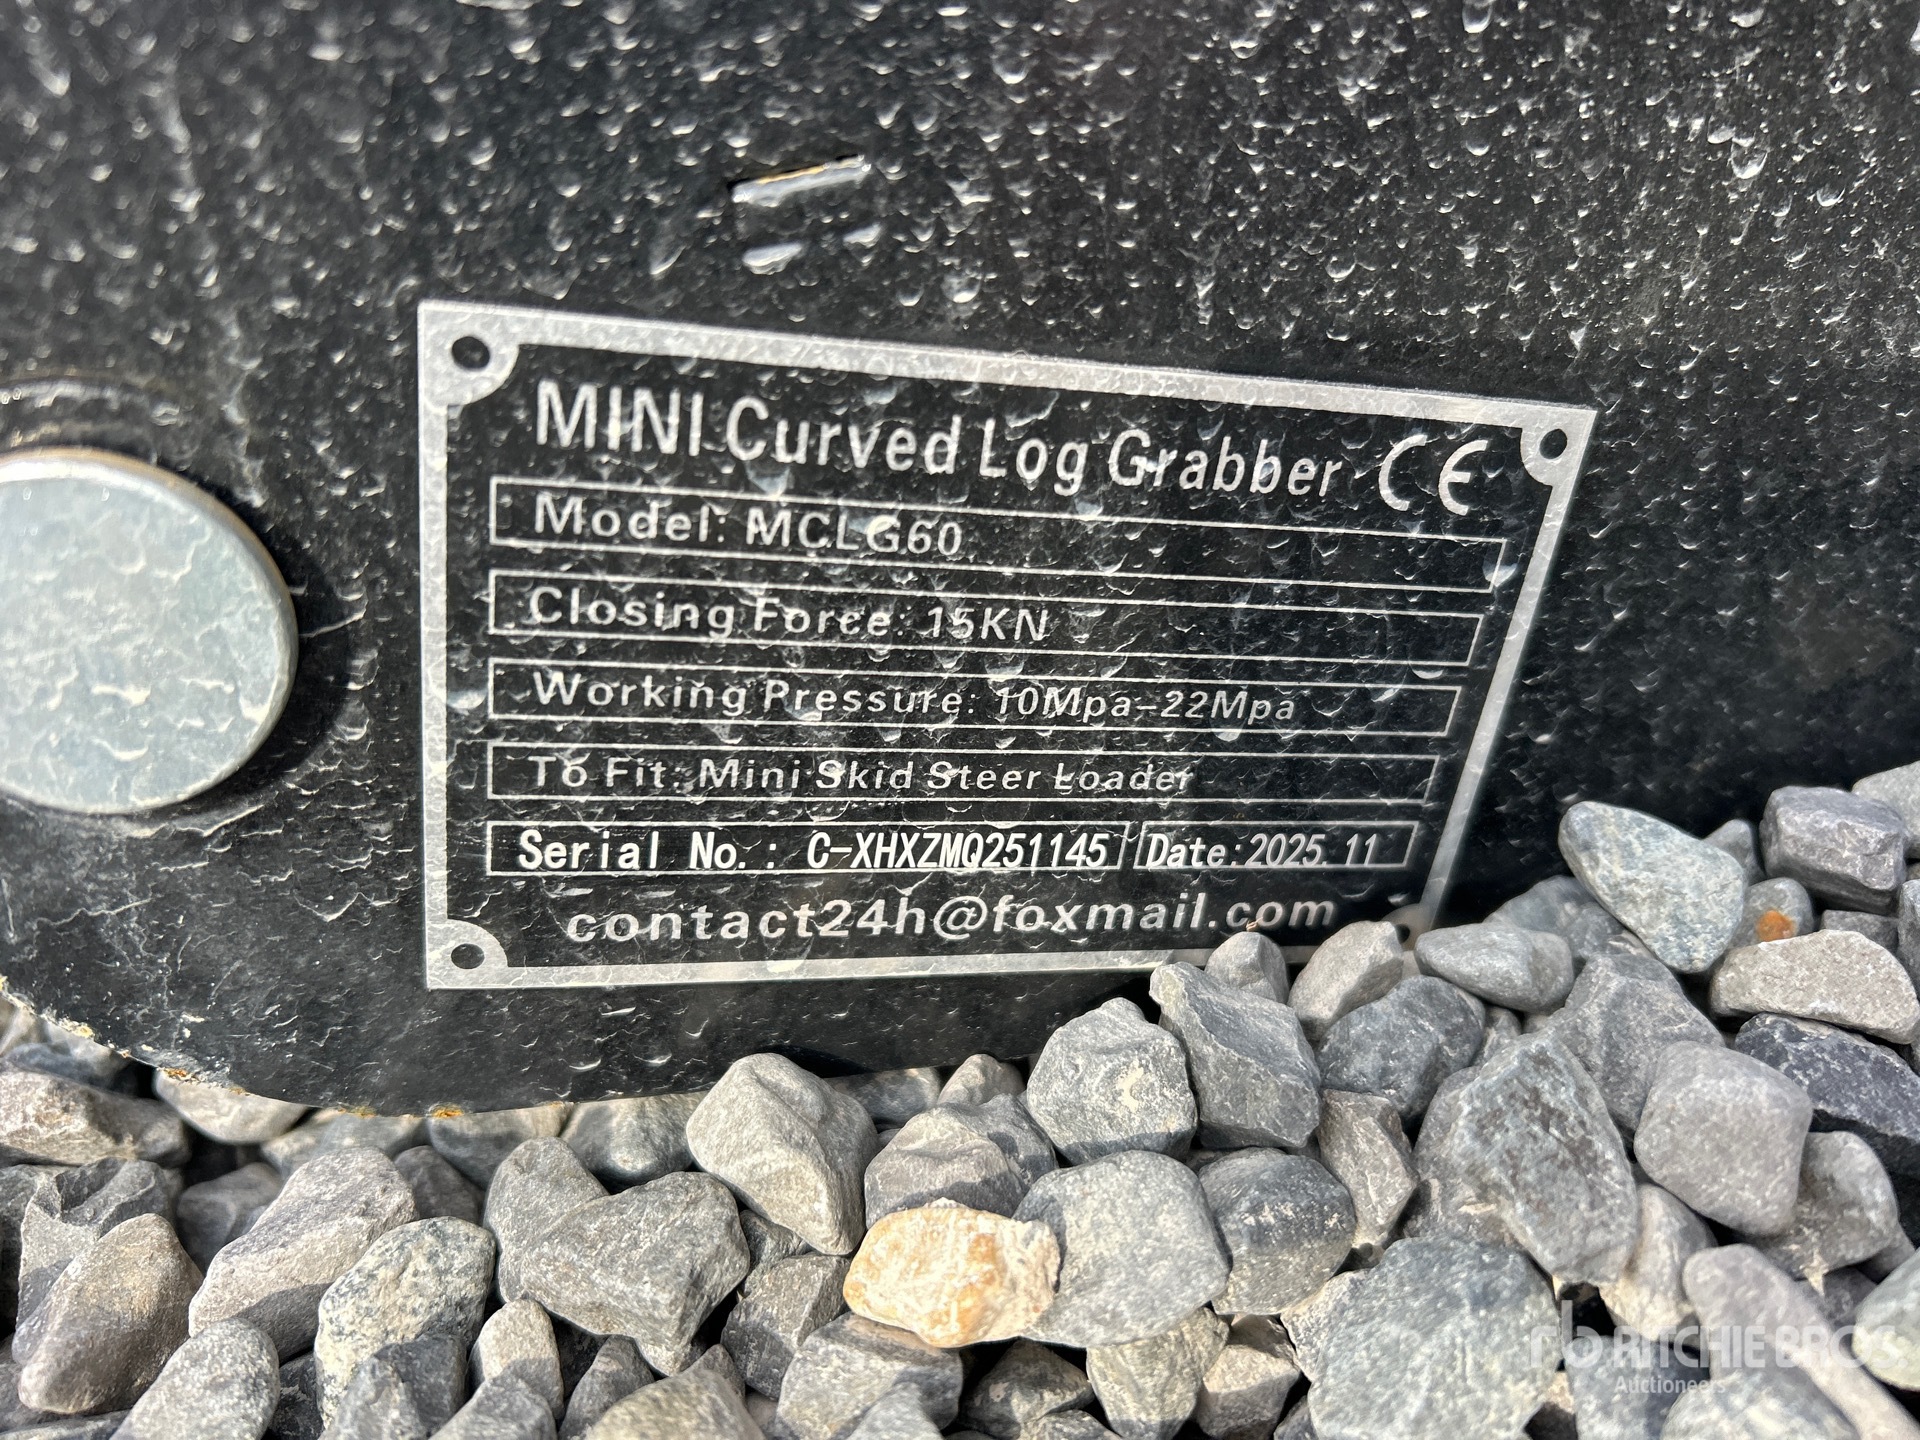 MINI Curved Log Grabber CE
Model: MCLG60
Closing Force: 15KN
Working Pressure: 10Mpa-22Mpa
To Fit: Mini Skid Steer Loader
Serial No.: C-XHXZMQ251145 Date:2025.11
contact24h@foxmail.com
rb RITCHIE BROS.
Auctioneers